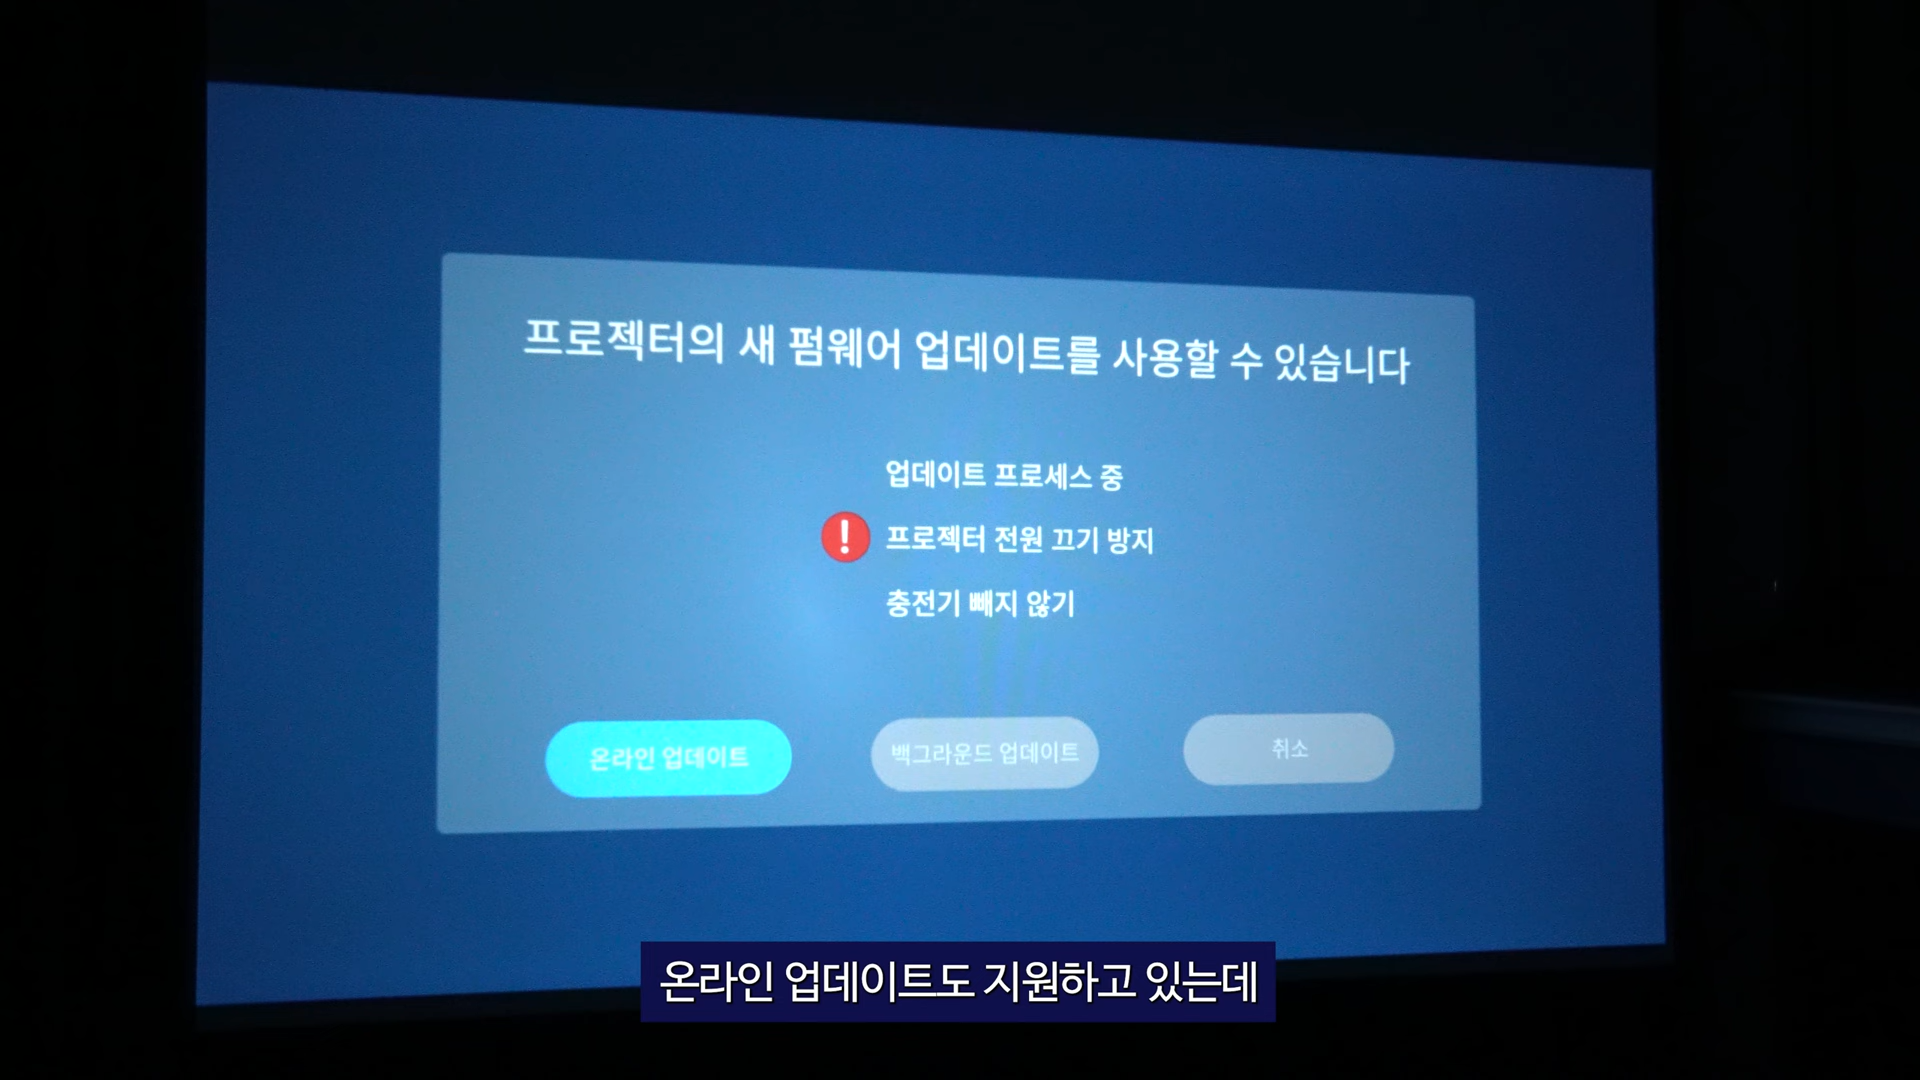 프로젝터의 새 펌웨어 업데이트를 사용할 수 있습니다
업데이트 프로세스 중
! 프로젝터 전원 끄기 방지
충전기 빼지 않기
온라인 업데이트
백그라운드 업데이트
취소
온라인 업데이트도 지원하고 있는데